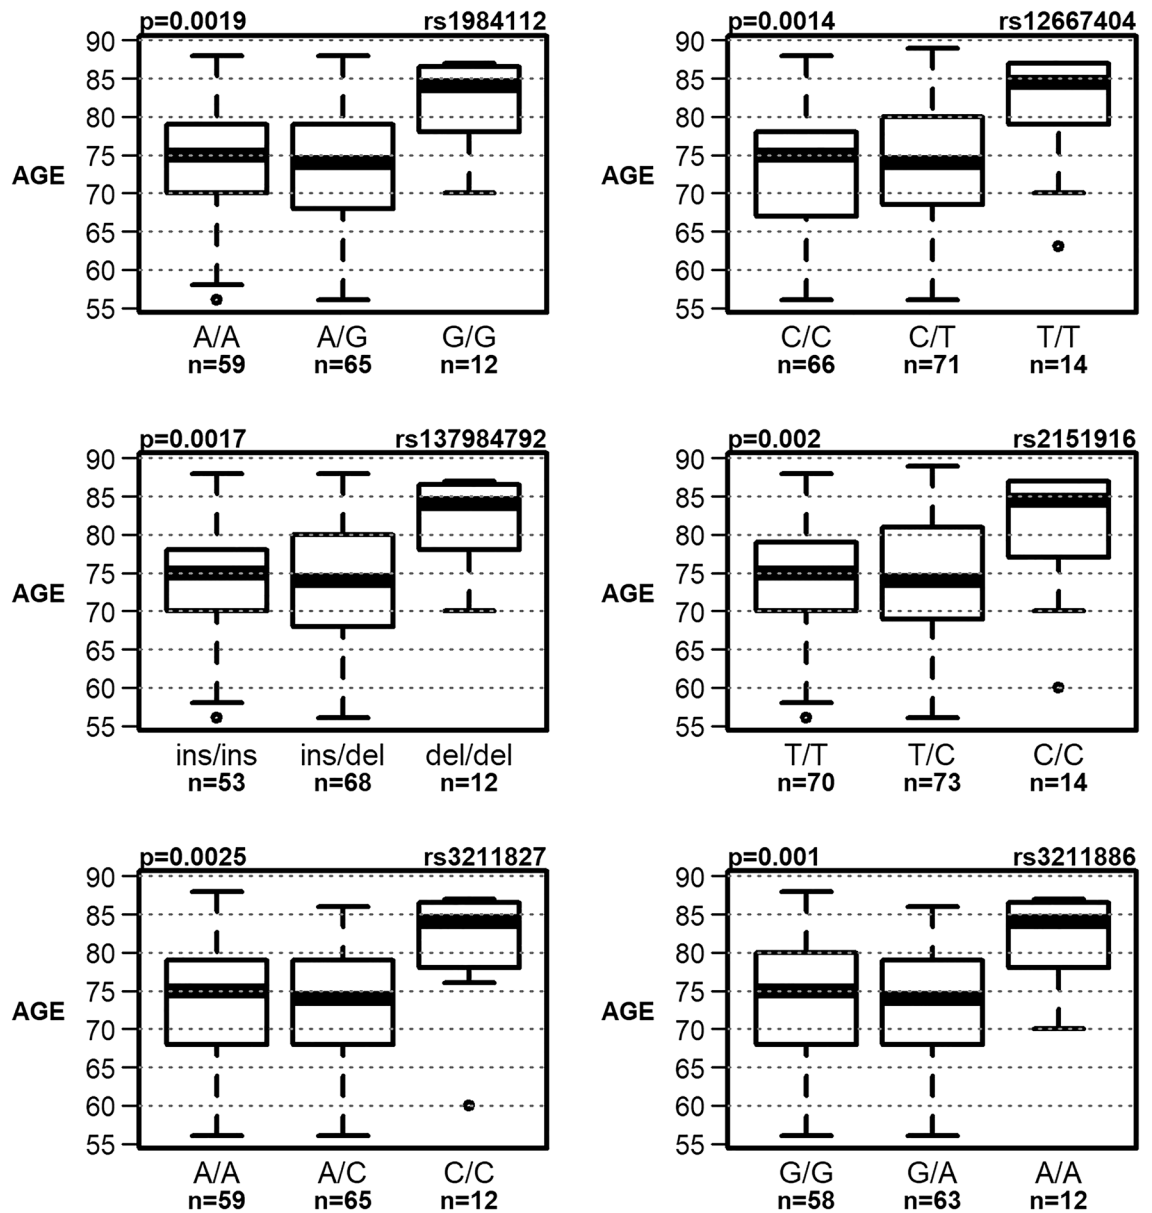 p=0.0019 rs1984112
90
85
80
75
70
65
60
55
AGE
A/A A/G G/G
n=59 n=65 n=12
p=0.0014 rs12667404
90
85
80
75
70
65
60
55
AGE
C/C C/T T/T
n=66 n=71 n=14
p=0.0017 rs137984792
90
85
80
75
70
65
60
55
AGE
ins/ins ins/del del/del
n=53 n=68 n=12
p=0.002 rs2151916
90
85
80
75
70
65
60
55
AGE
T/T T/C C/C
n=70 n=73 n=14
p=0.0025 rs3211827
90
85
80
75
70
65
60
55
AGE
A/A A/C C/C
n=59 n=65 n=12
p=0.001 rs3211886
90
85
80
75
70
65
60
55
AGE
G/G G/A A/A
n=58 n=63 n=12